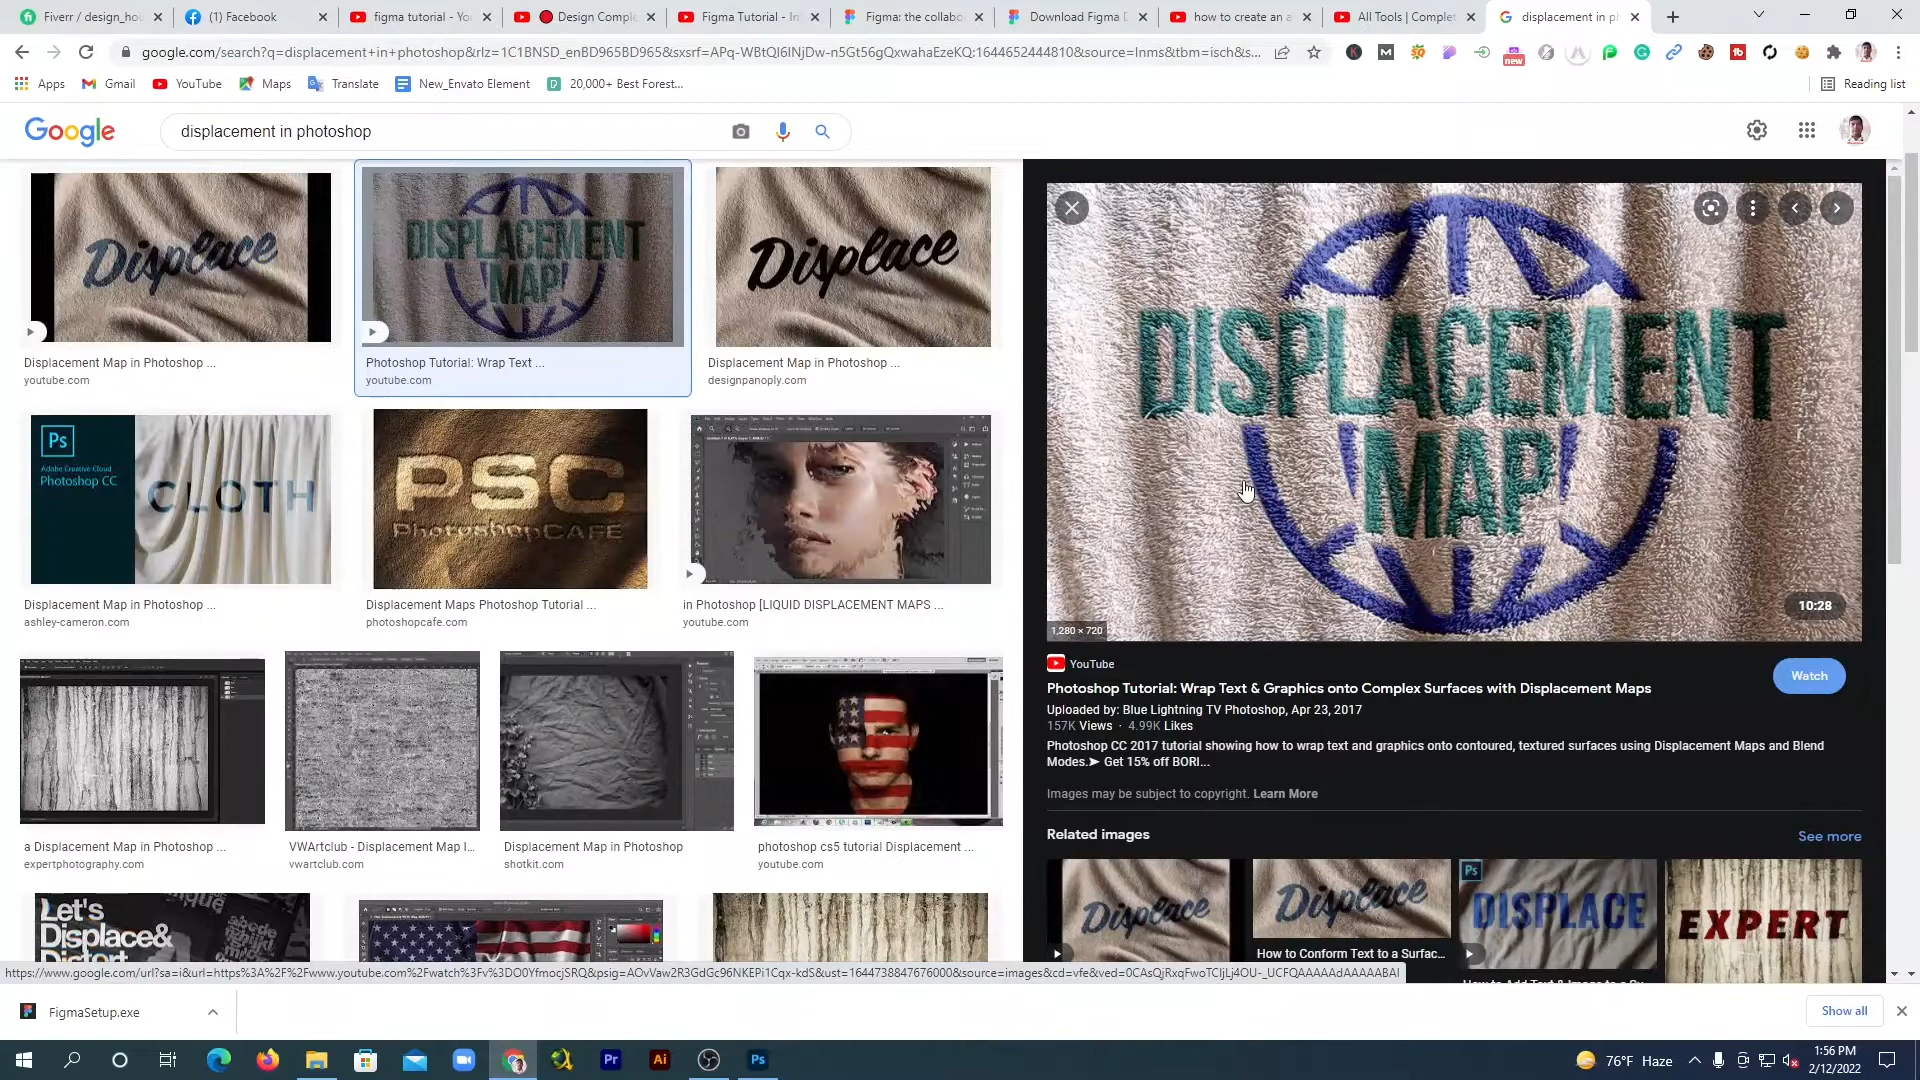 Fiverr / design_hou
(1) Facebook
figma tutorial - Yo
Design Comple
Figma Tutorial - In
Figma: the collabo
Download Figma D
how to create an a
All Tools | Complet
displacement in ph
google.com/search?q=displacement+in+photoshop&rlz=1C1BNSD_enBD965BD965&sxsrf=APq-WBtQl6INjDw-n5Gt56gQxwahaEzeKQ:1644652444810&source=lnms&tbm=isch&s...
new
Apps
Gmail
YouTube
Maps
Translate
New_Envato Element
20,000+ Best Forest...
Reading list
Google
displacement in photoshop
Displace
DISPLACEMENT
MAP!
Displace
DISPLACEMENT
MAP!
10:28
1,280 × 720
Displacement Map in Photoshop ...
youtube.com
Photoshop Tutorial: Wrap Text ...
youtube.com
Displacement Map in Photoshop ...
designpanoply.com
Ps
Adobe Creative Cloud
Photoshop CC
CLOTH
PSC
PhotoshopCAFE
Displacement Map in Photoshop ...
ashley-cameron.com
Displacement Maps Photoshop Tutorial ...
photoshopcafe.com
in Photoshop [LIQUID DISPLACEMENT MAPS ...
youtube.com
YouTube
Photoshop Tutorial: Wrap Text & Graphics onto Complex Surfaces with Displacement Maps
Uploaded by: Blue Lightning TV Photoshop, Apr 23, 2017
157K Views · 4.99K Likes
Photoshop CC 2017 tutorial showing how to wrap text and graphics onto contoured, textured surfaces using Displacement Maps and Blend
Modes.► Get 15% off BORI...
Watch
Images may be subject to copyright. Learn More
Related images
See more
a Displacement Map in Photoshop ...
expertphotography.com
VWArtclub - Displacement Map I...
vwartclub.com
Displacement Map in Photoshop
shotkit.com
photoshop cs5 tutorial Displacement ...
youtube.com
Let's
Displace&
Distort
Displace
Displace
Ps
DISPLACE
EXPERT
How to Conform Text to a Surfac...
https://www.google.com/url?sa=i&url=https%3A%2F%2Fwww.youtube.com%2Fwatch%3Fv%3DO0YfmocjSRQ&psig=AOvVaw2R3GdGc96NKEPi1Cqx-kdS&ust=1644738847676000&source=images&cd=vfe&ved=0CAsQjRxqFwoTCIjLj4OU-_UCFQAAAAAdAAAAABAI
FigmaSetup.exe
Show all
Pr
Ai
Ps
76°F Haze
1:56 PM
2/12/2022